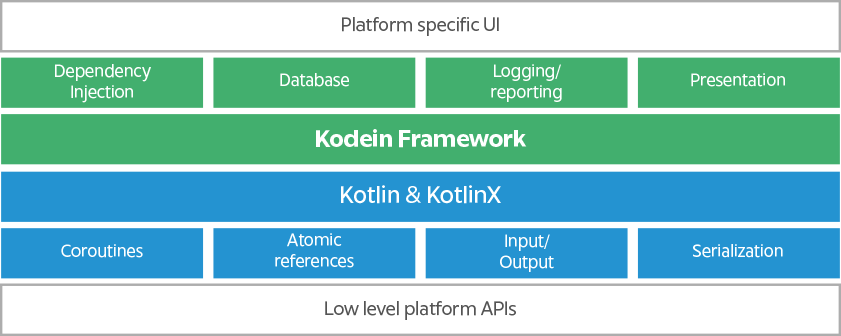 Platform specific UI
Dependency
Injection
Database
Logging/
reporting
Presentation
Kodein Framework
Kotlin & KotlinX
Coroutines
Atomic
references
Input/
Output
Serialization
Low level platform APIs